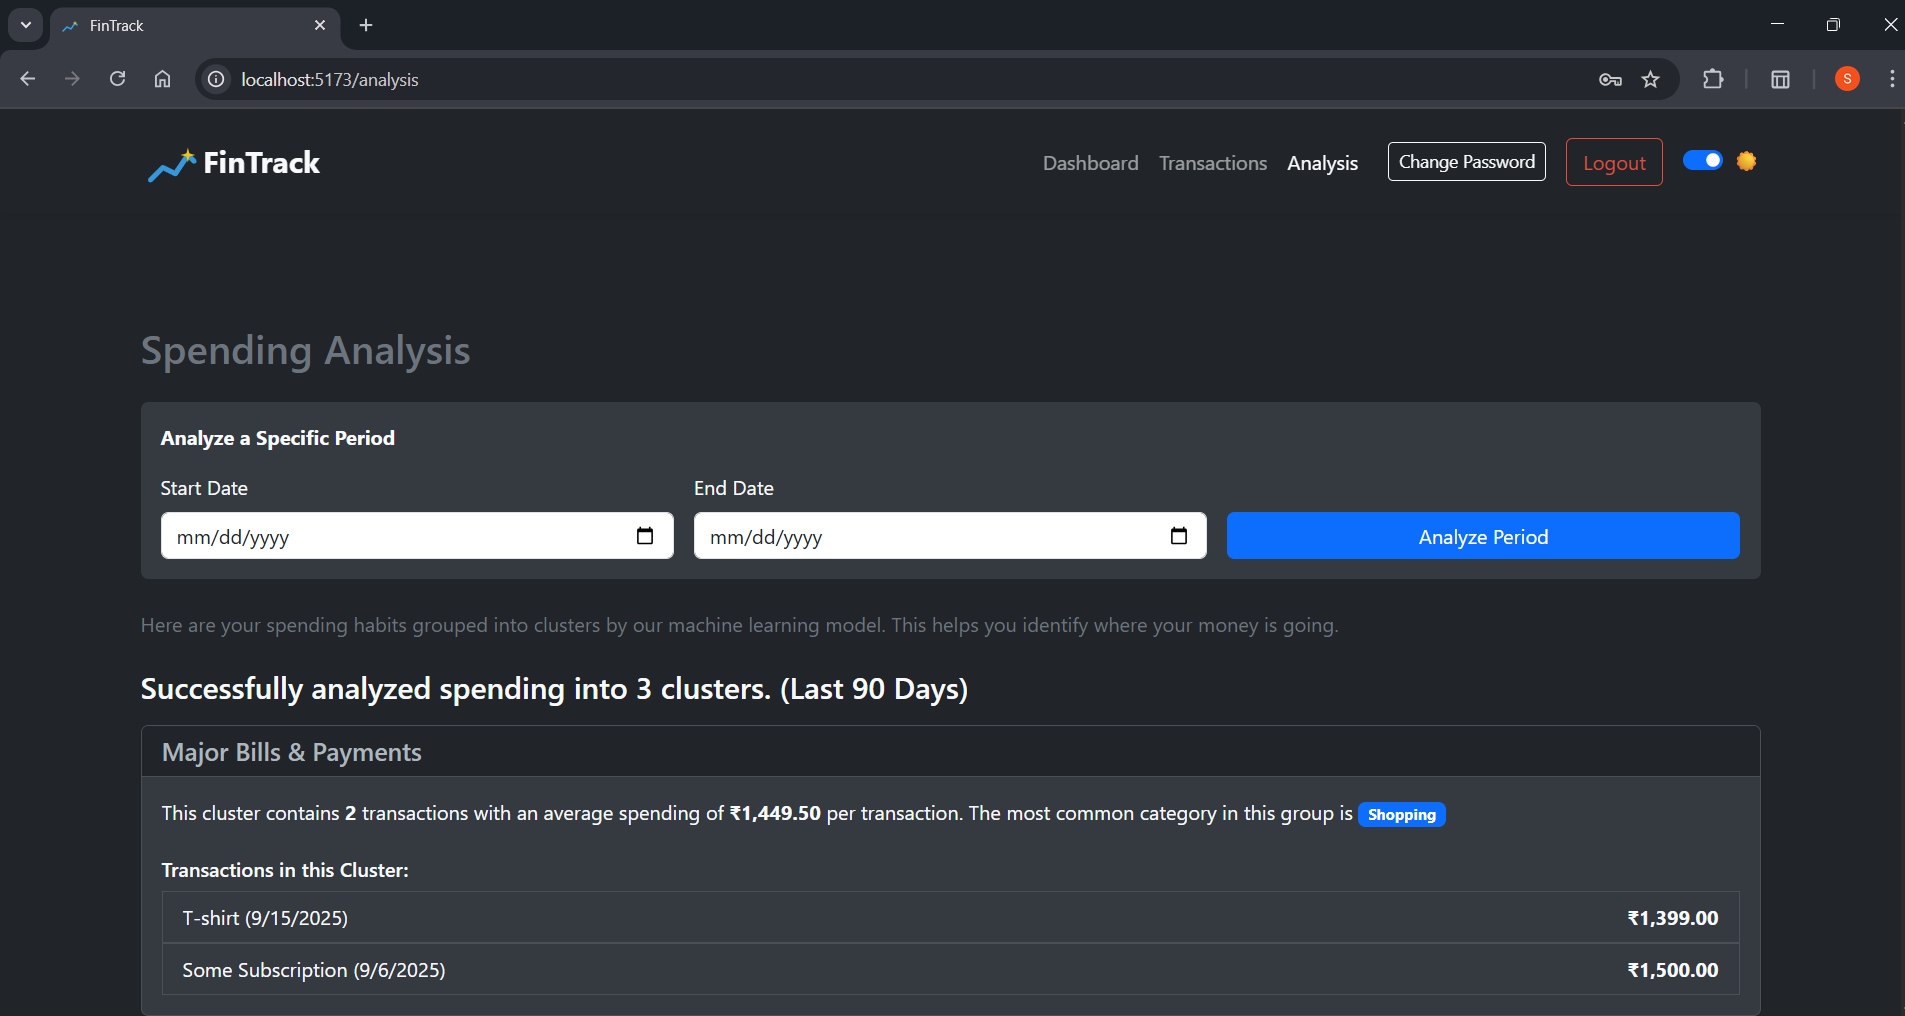 FinTrack
localhost:5173/analysis
S
FinTrack
Dashboard Transactions Analysis Change Password Logout
Spending Analysis
Analyze a Specific Period
Start Date End Date
mm/dd/yyyy mm/dd/yyyy Analyze Period
Here are your spending habits grouped into clusters by our machine learning model. This helps you identify where your money is going.
Successfully analyzed spending into 3 clusters. (Last 90 Days)
Major Bills & Payments
This cluster contains 2 transactions with an average spending of ₹1,449.50 per transaction. The most common category in this group is Shopping
Transactions in this Cluster:
T-shirt (9/15/2025) ₹1,399.00
Some Subscription (9/6/2025) ₹1,500.00